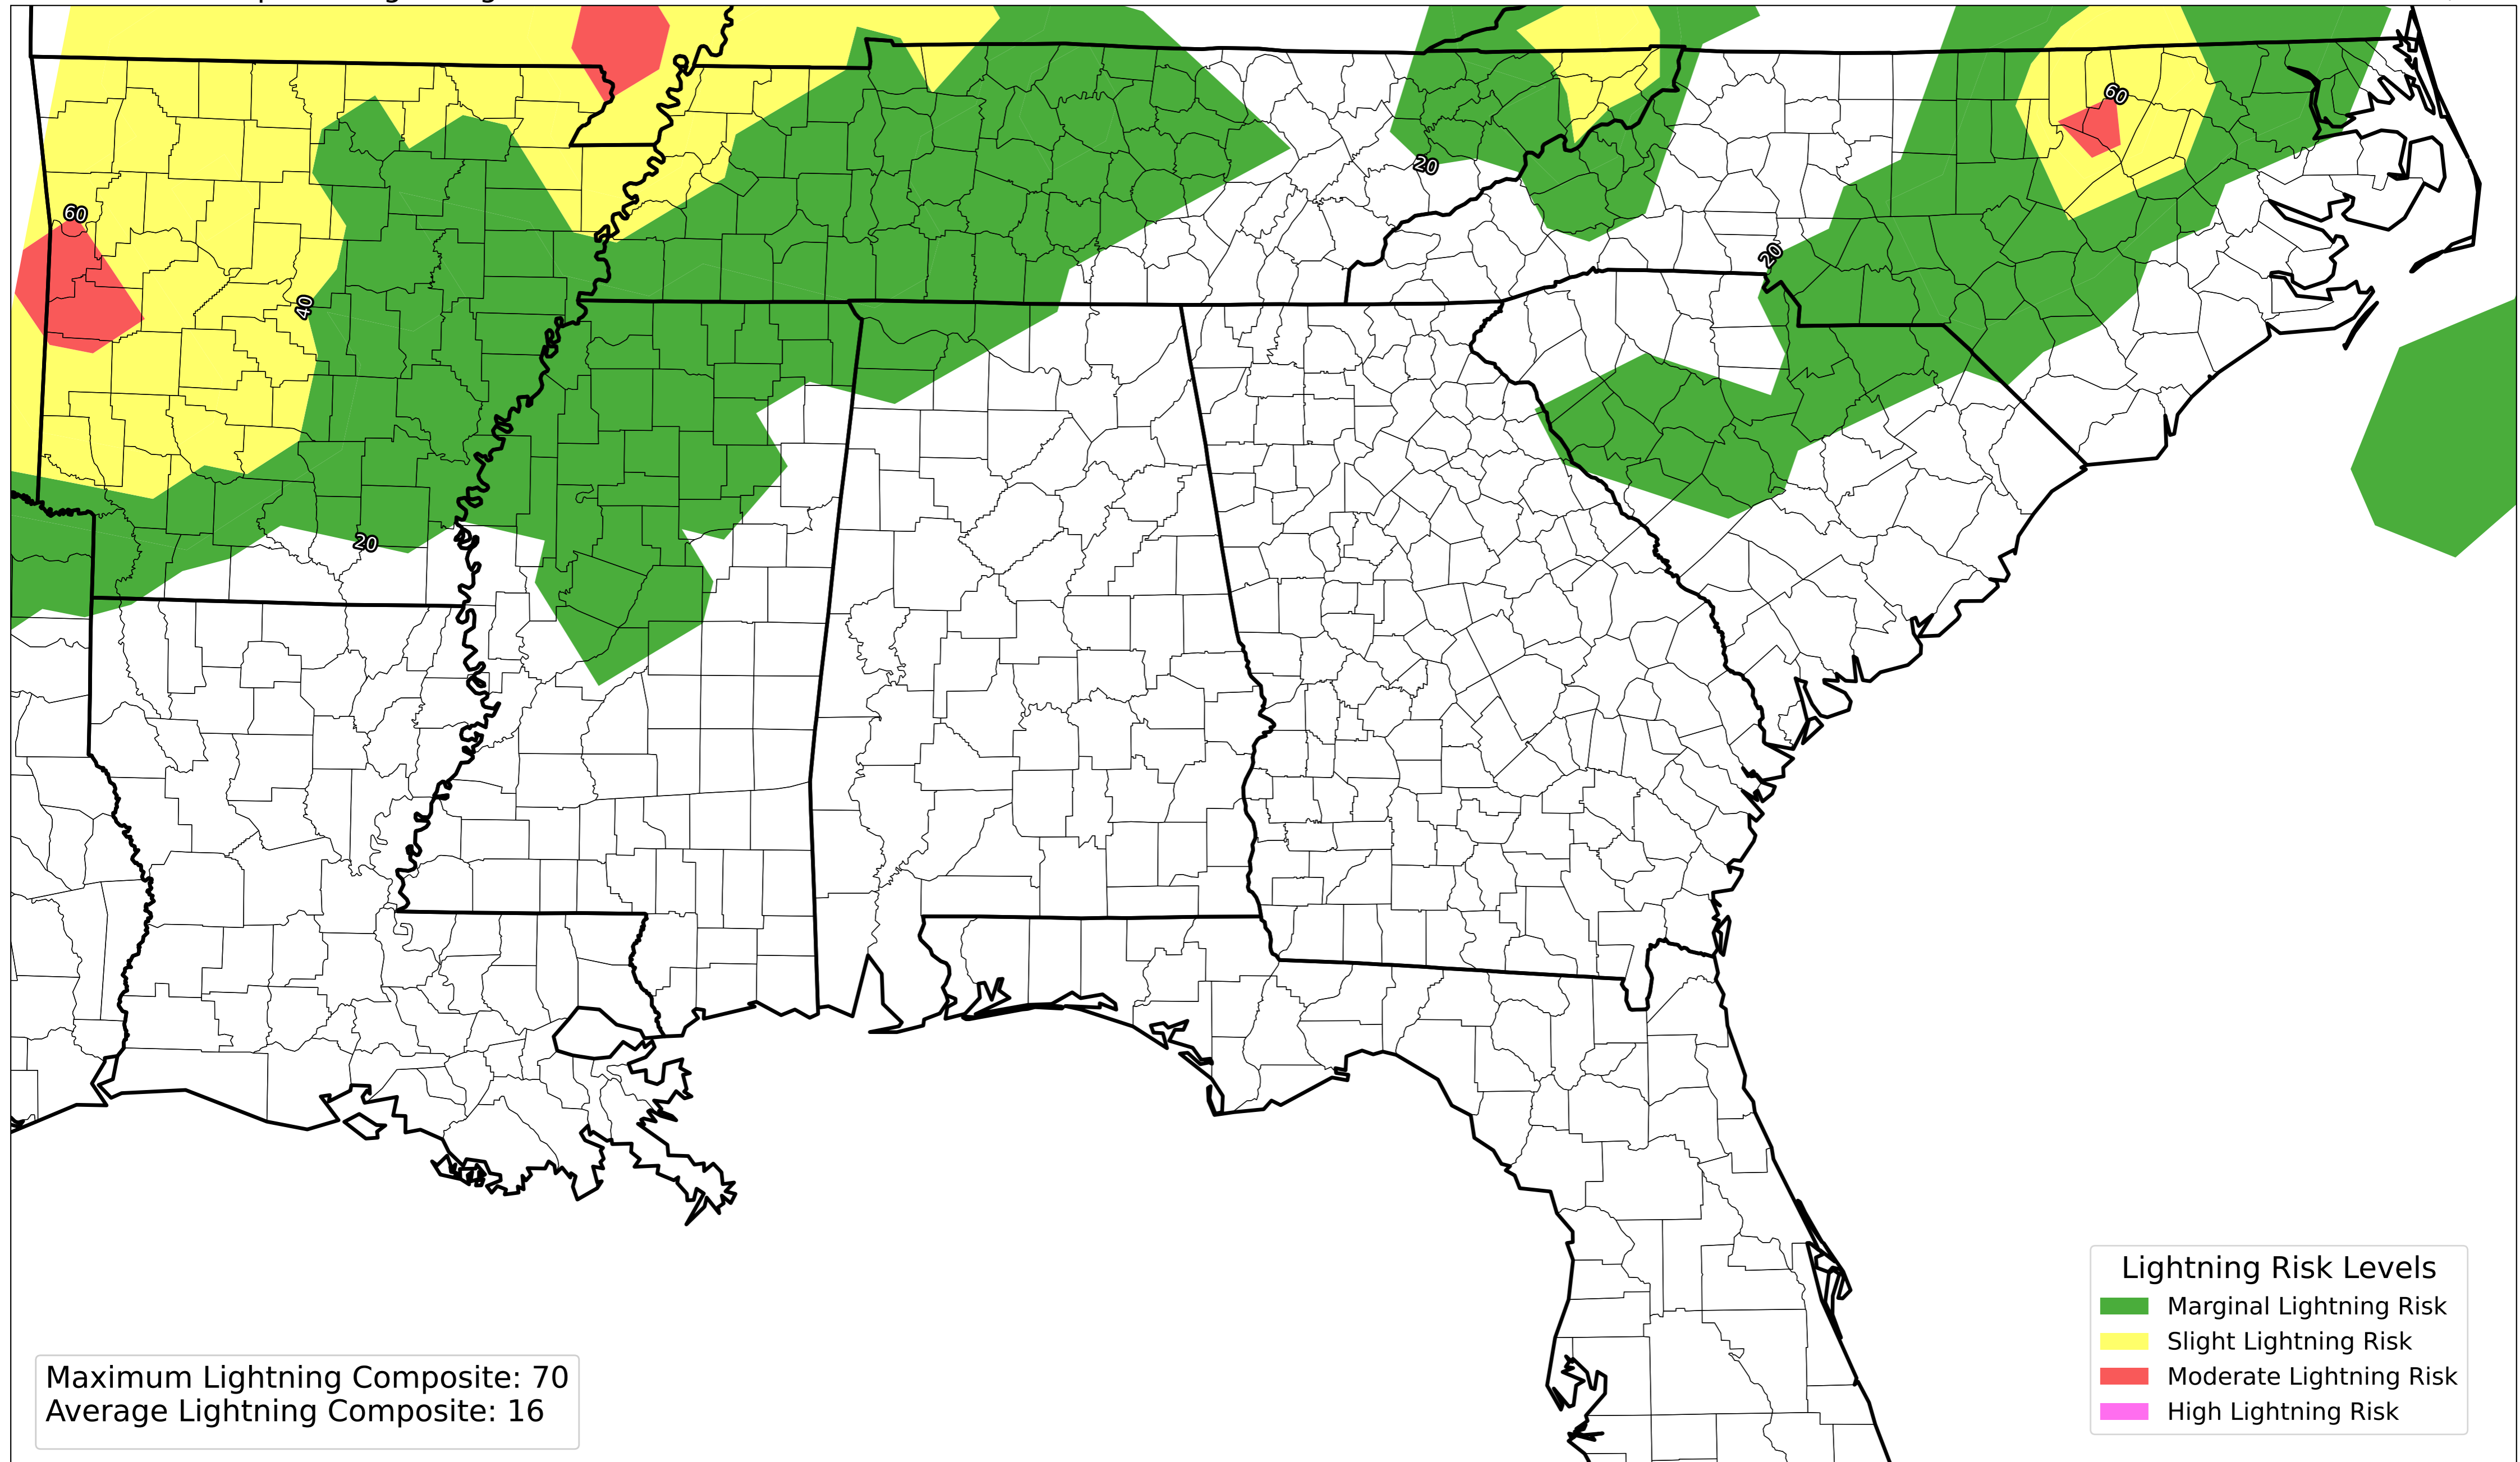 60
60
20
20
40
20
Lightning Risk Levels
Marginal Lightning Risk
Slight Lightning Risk
Moderate Lightning Risk
High Lightning Risk
Maximum Lightning Composite: 70
Average Lightning Composite: 16